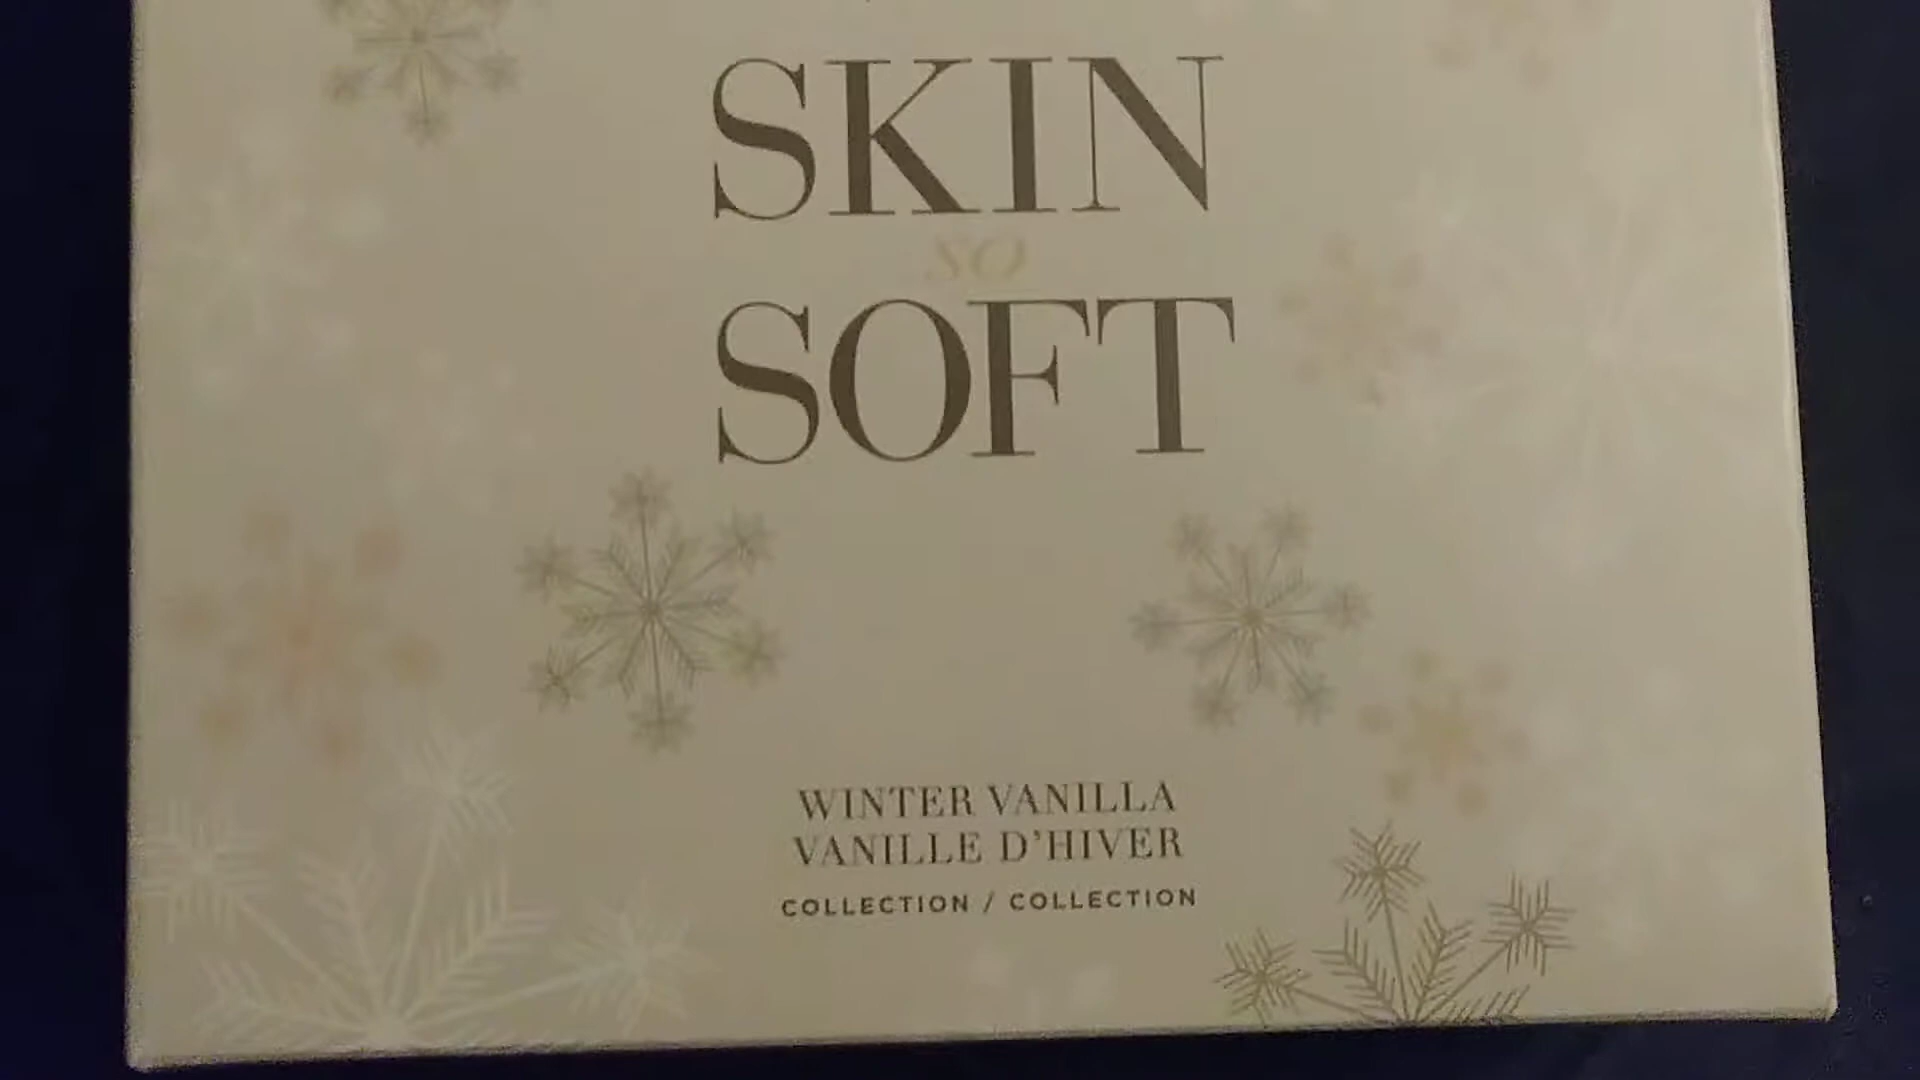 SKIN
so
SOFT
WINTER VANILLA
VANILLE D'HIVER
COLLECTION / COLLECTION